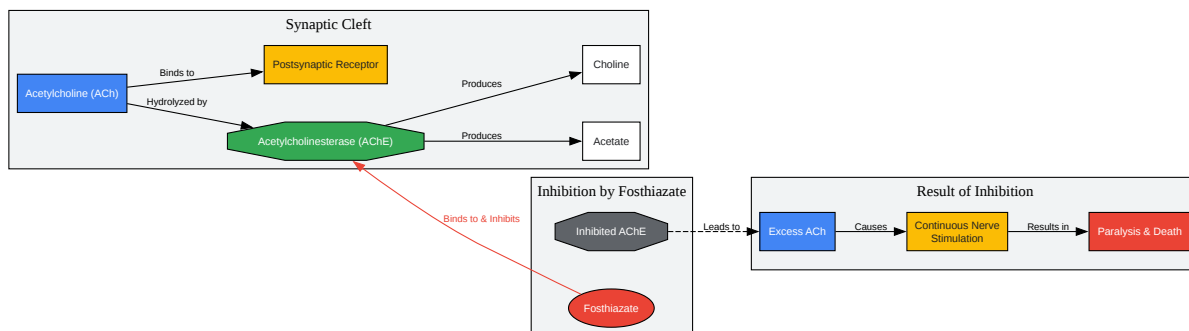 Synaptic Cleft
Acetylcholine (ACh)
Binds to
Postsynaptic Receptor
Hydrolyzed by
Acetylcholinesterase (AChE)
Produces
Choline
Produces
Acetate
Binds to & Inhibits
Inhibition by Fosthiazate
Inhibited AChE
Fosthiazate
Leads to
Result of Inhibition
Excess ACh
Causes
Continuous Nerve
Stimulation
Results in
Paralysis & Death